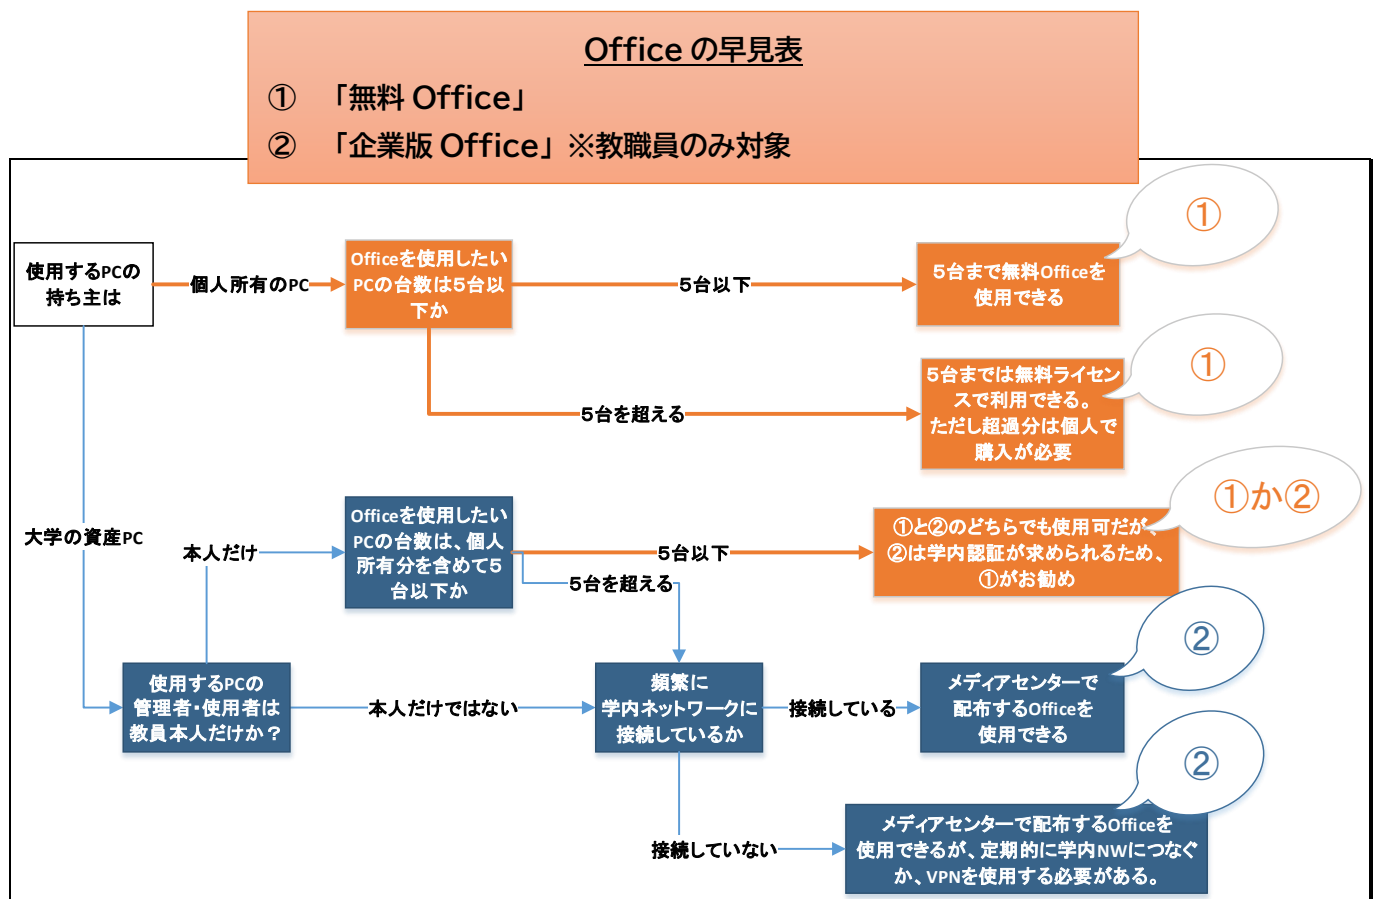 Office の早見表
① 「無料 Office」
② 「企業版 Office」※教職員のみ対象
①
使用するPCの
持ち主は
個人所有のPC
Officeを使用したい
PCの台数は５台以
下か
５台以下
５台まで無料Officeを
使用できる
①
５台を超える
５台までは無料ライセン
スで利用できる。
ただし超過分は個人で
購入が必要
①か②
大学の資産PC
本人だけ
Officeを使用したい
PCの台数は、個人
所有分を含めて５
台以下か
５台以下
５台を超える
①と②のどちらでも使用可だが、
②は学内認証が求められるため、
①がお勧め
②
使用するPCの
管理者・使用者は
教員本人だけか？
本人だけではない
頻繁に
学内ネットワークに
接続しているか
接続している
メディアセンターで
配布するOfficeを
使用できる
②
接続していない
メディアセンターで配布するOfficeを
使用できるが、定期的に学内NWにつなぐ
か、VPNを使用する必要がある。